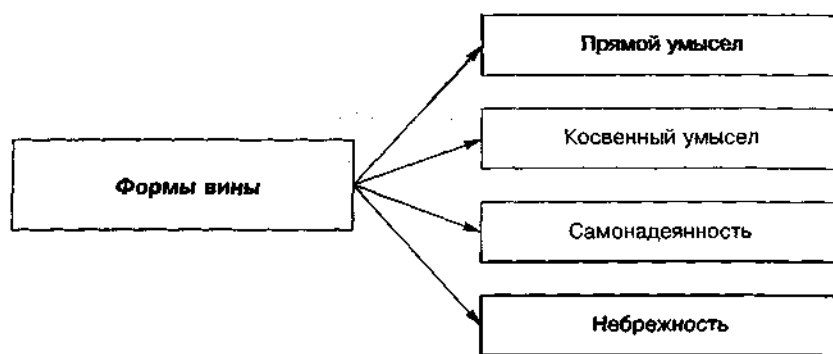 Формы вины
Прямой умысел
Косвенный умысел
Самонадеянность
Небрежность